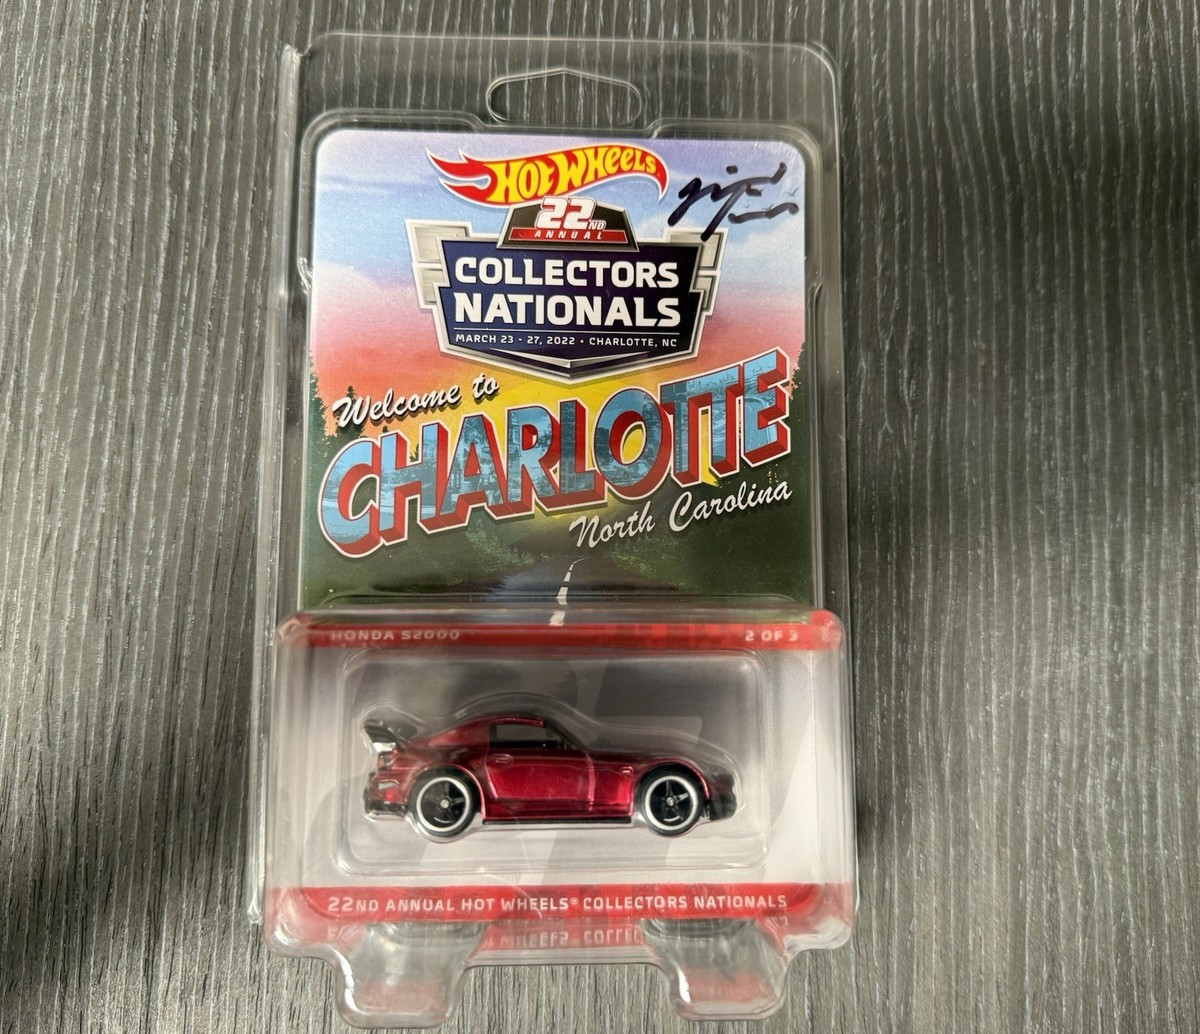 HOT WHEELS
22ND
ANNUAL
COLLECTORS
NATIONALS
MARCH 23 - 27, 2022 • CHARLOTTE, NC
Welcome to
CHARLOTTE
North Carolina
HONDA S2000 2 OF 3
22ND ANNUAL HOT WHEELS® COLLECTORS NATIONALS